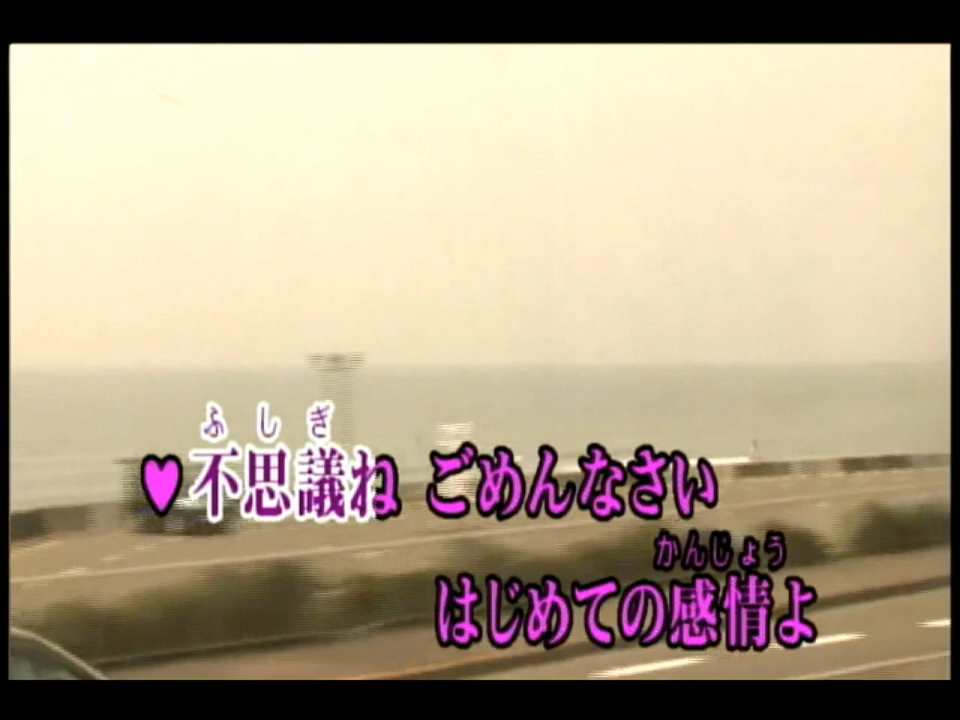 ふしぎ
♥不思議ね ごめんなさい
かんじょう
はじめての感情よ